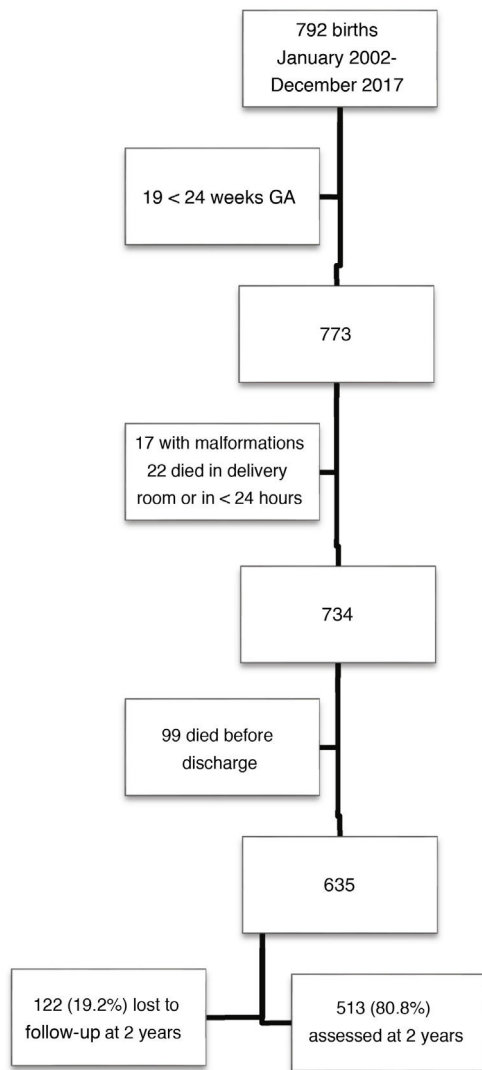 792 births
January 2002-
December 2017
19 < 24 weeks GA
773
17 with malformations
22 died in delivery
room or in < 24 hours
734
99 died before
discharge
635
122 (19.2%) lost to
follow-up at 2 years
513 (80.8%)
assessed at 2 years